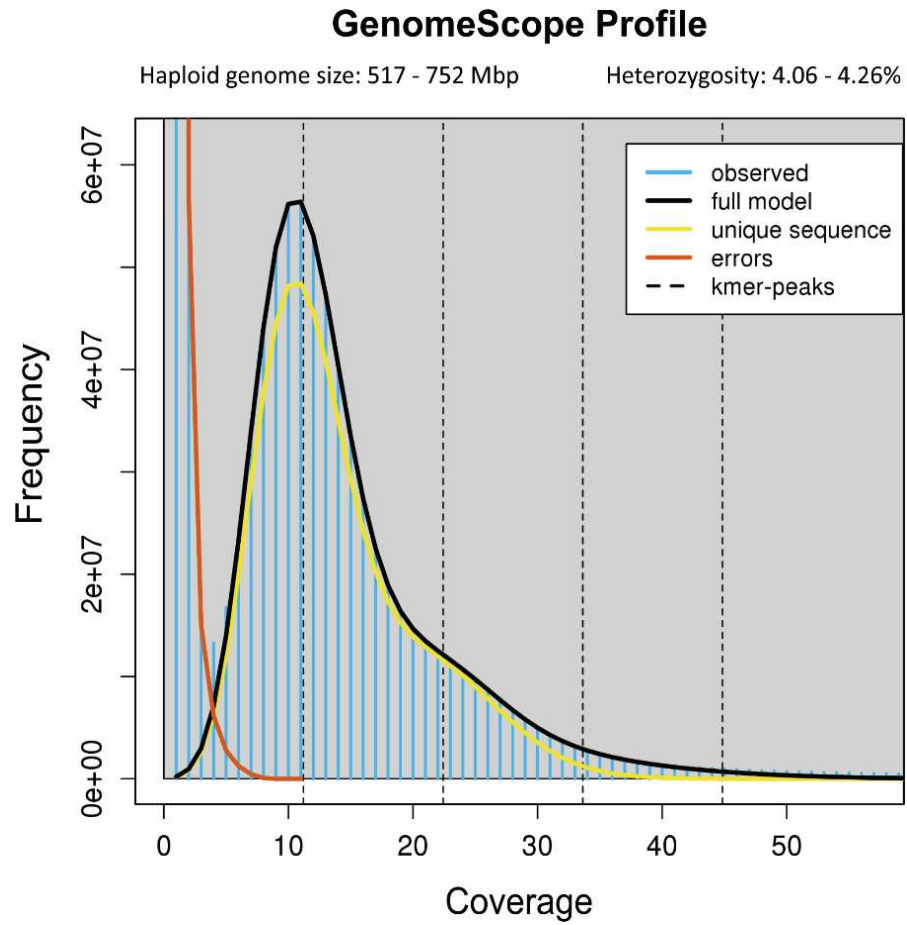 GenomeScope Profile
Haploid genome size: 517 - 752 Mbp
Heterozygosity: 4.06 - 4.26%
observed
full model
unique sequence
errors
kmer-peaks
Frequency
6e+07
4e+07
2e+07
0e+00
0 10 20 30 40 50
Coverage